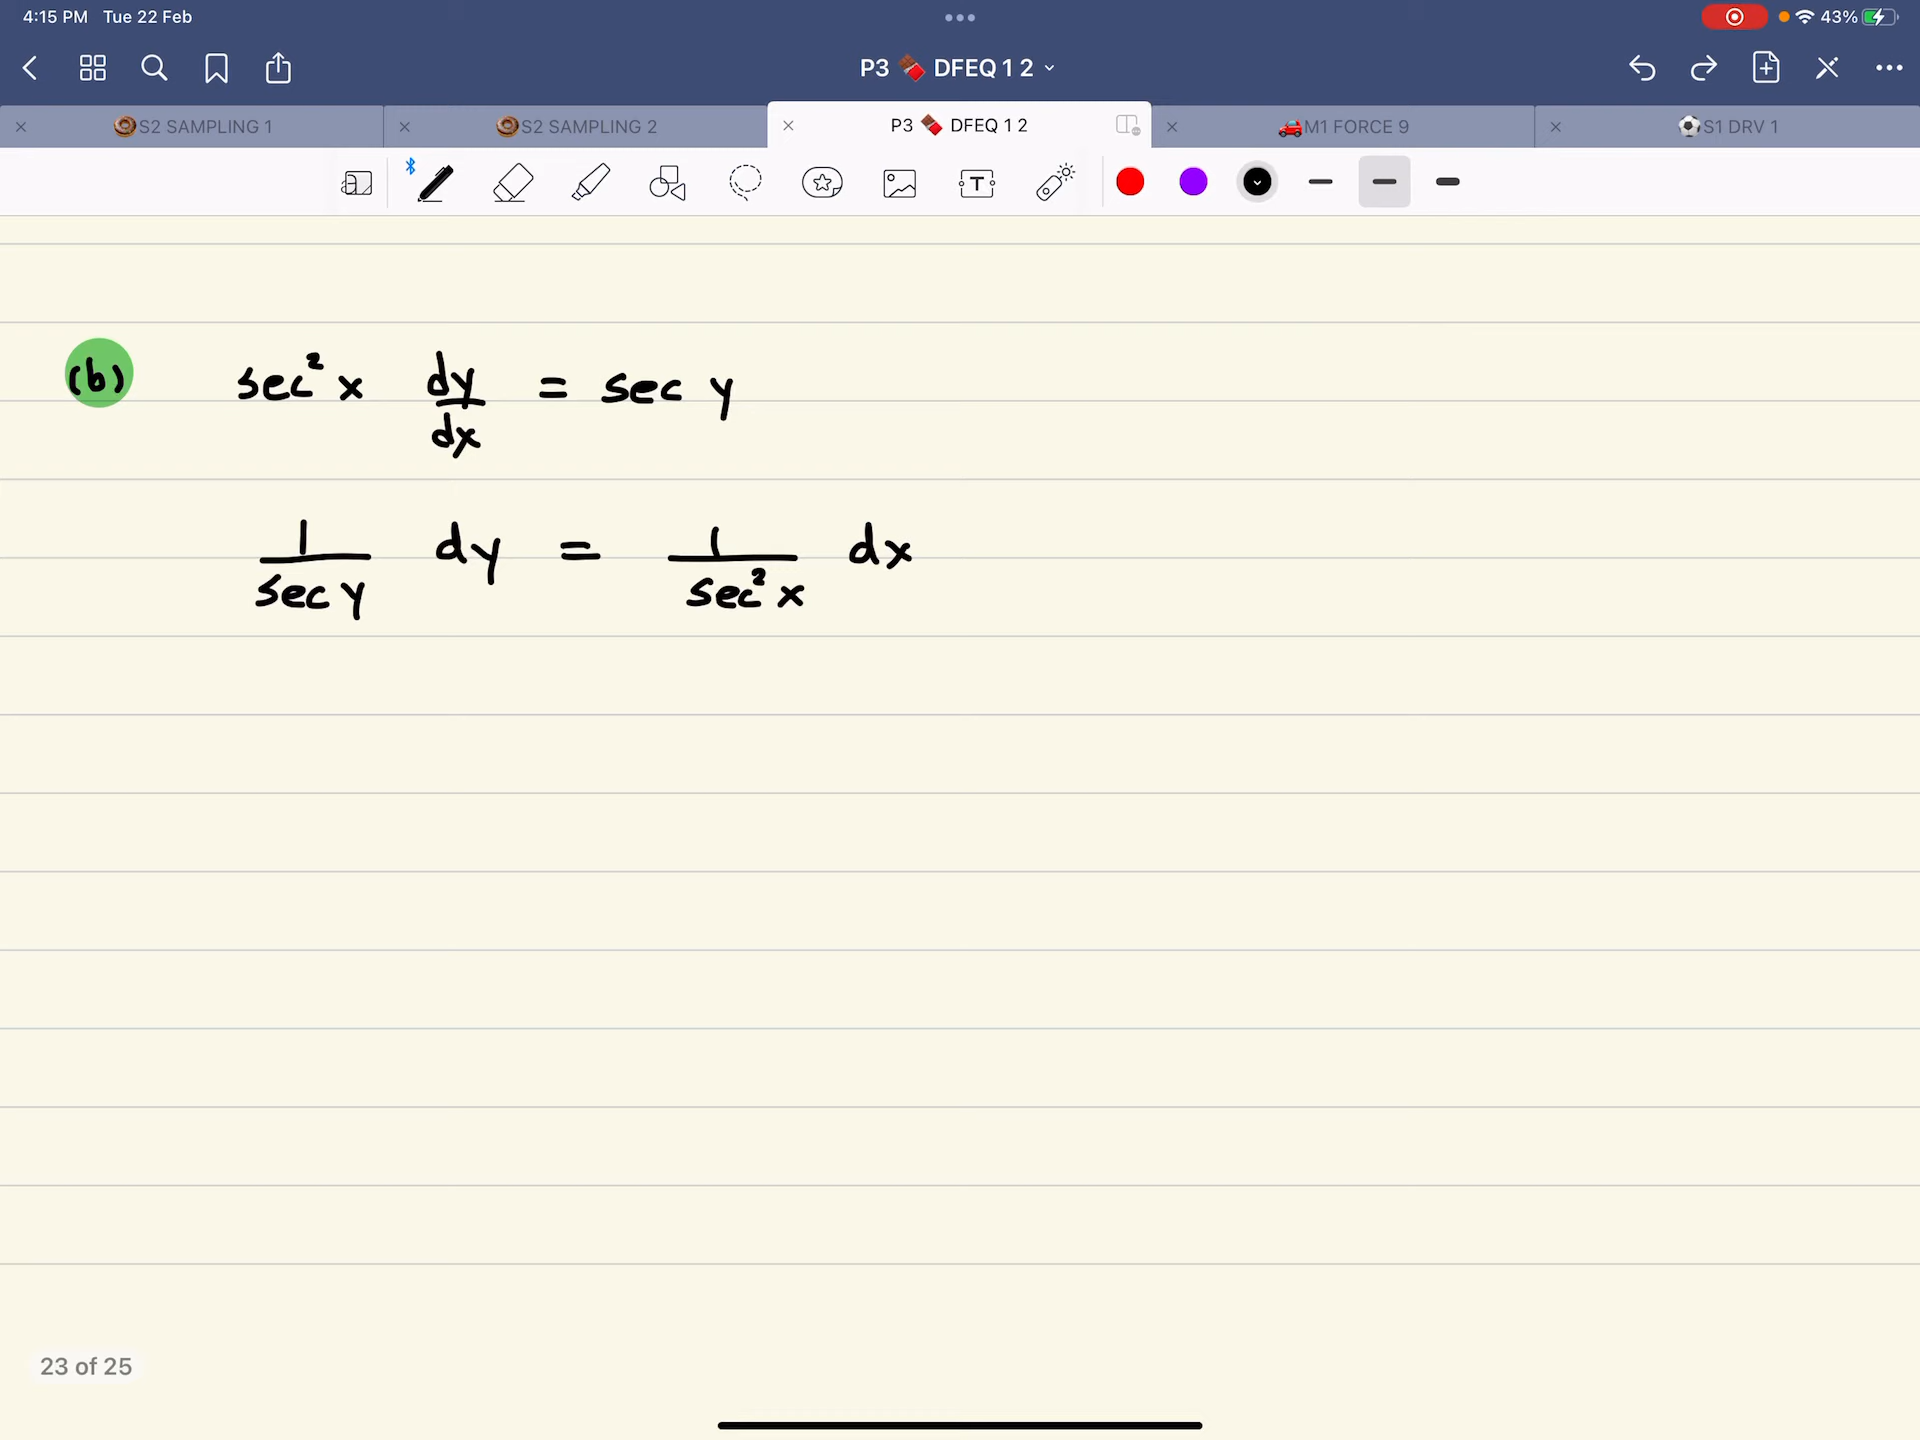 4:15 PM Tue 22 Feb
43%
P3 🍫 DFEQ 1 2
S2 SAMPLING 1
S2 SAMPLING 2
P3 🍫 DFEQ 1 2
M1 FORCE 9
S1 DRV 1
(b) sec² x dy/dx = sec y
1/sec y dy = 1/sec² x dx
23 of 25